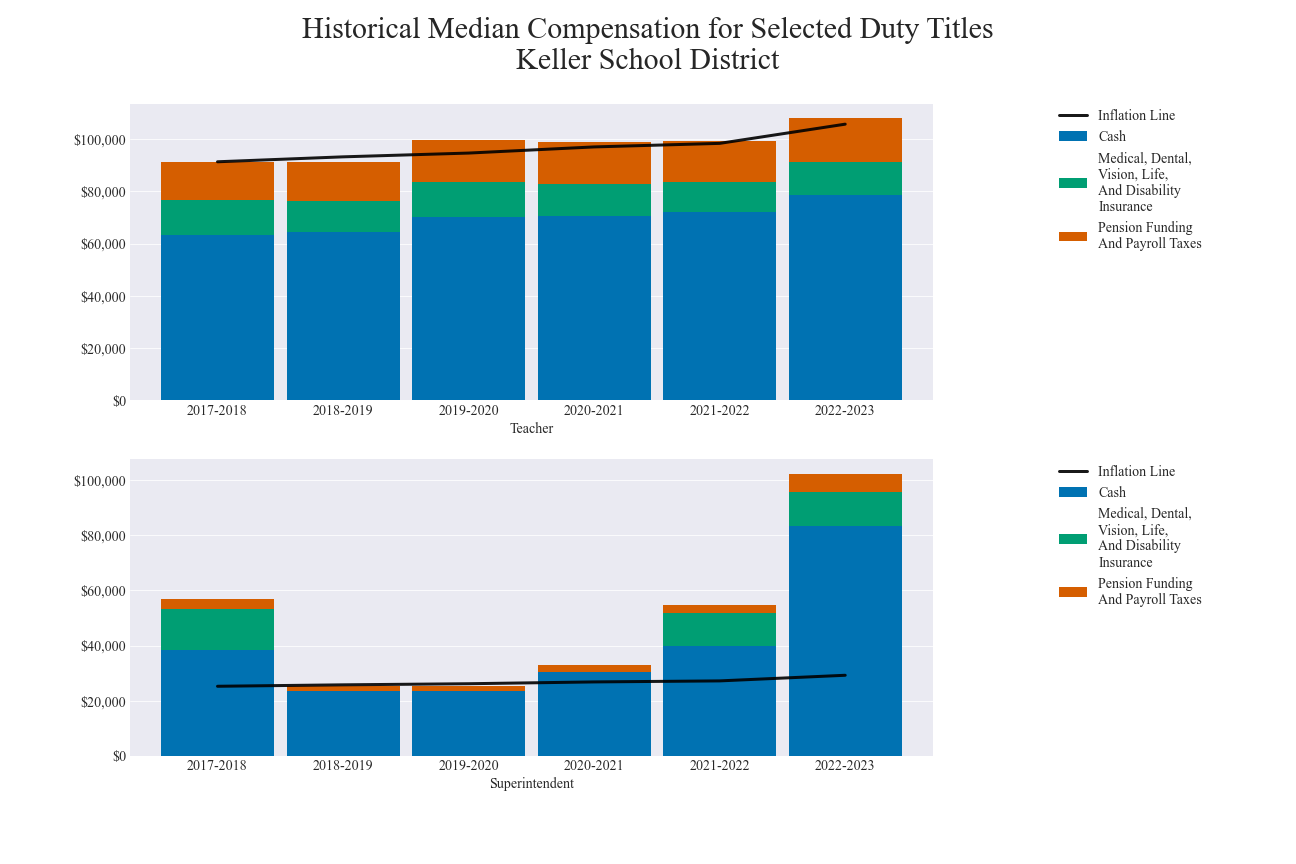 Historical Median Compensation for Selected Duty Titles
Keller School District
$100,000
$80,000
$60,000
$40,000
$20,000
$0
2017-2018 2018-2019 2019-2020 2020-2021 2021-2022 2022-2023
Teacher
Inflation Line
Cash
Medical, Dental,
Vision, Life,
And Disability
Insurance
Pension Funding
And Payroll Taxes
$100,000
$80,000
$60,000
$40,000
$20,000
$0
2017-2018 2018-2019 2019-2020 2020-2021 2021-2022 2022-2023
Superintendent
Inflation Line
Cash
Medical, Dental,
Vision, Life,
And Disability
Insurance
Pension Funding
And Payroll Taxes